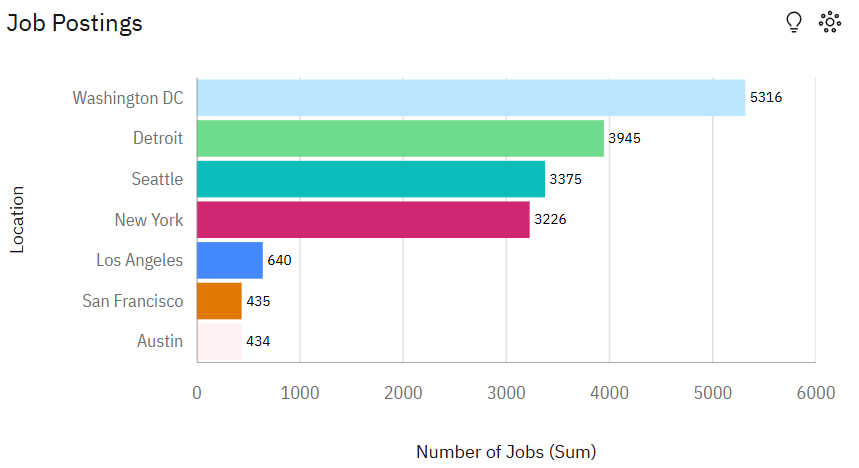 Job Postings
Location
Washington DC 5316
Detroit 3945
Seattle 3375
New York 3226
Los Angeles 640
San Francisco 435
Austin 434
0 1000 2000 3000 4000 5000 6000
Number of Jobs (Sum)